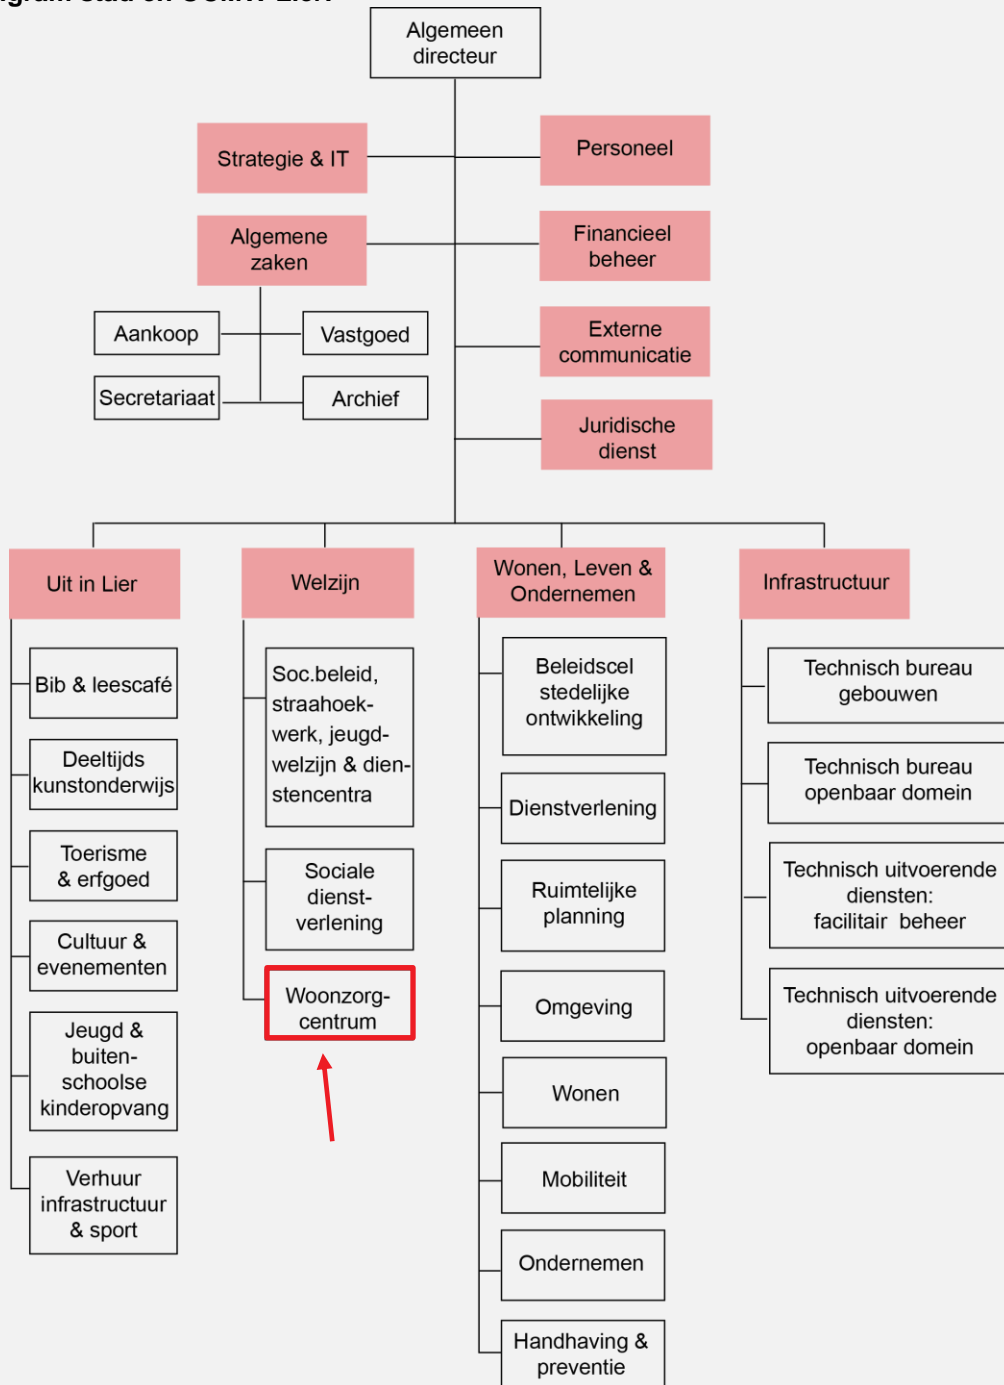 Algemeen
directeur
Strategie & IT
Personeel
Algemene
zaken
Financieel
beheer
Aankoop
Vastgoed
Externe
communicatie
Secretariaat
Archief
Juridische
dienst
Uit in Lier
Welzijn
Wonen, Leven &
Ondernemen
Infrastructuur
Bib & leescafé
Deeltijds
kunstonderwijs
Toerisme
& erfgoed
Cultuur &
evenementen
Jeugd &
buiten-
schoolse
kinderopvang
Verhuur
infrastructuur
& sport
Soc.beleid,
straahoek-
werk, jeugd-
welzijn & dien-
stencentra
Sociale
dienst-
verlening
Woonzorg-
centrum
Beleidscel
stedelijke
ontwikkeling
Dienstverlening
Ruimtelijke
planning
Omgeving
Wonen
Mobiliteit
Ondernemen
Handhaving &
preventie
Technisch bureau
gebouwen
Technisch bureau
openbaar domein
Technisch uitvoerende
diensten:
facilitair beheer
Technisch uitvoerende
diensten:
openbaar domein